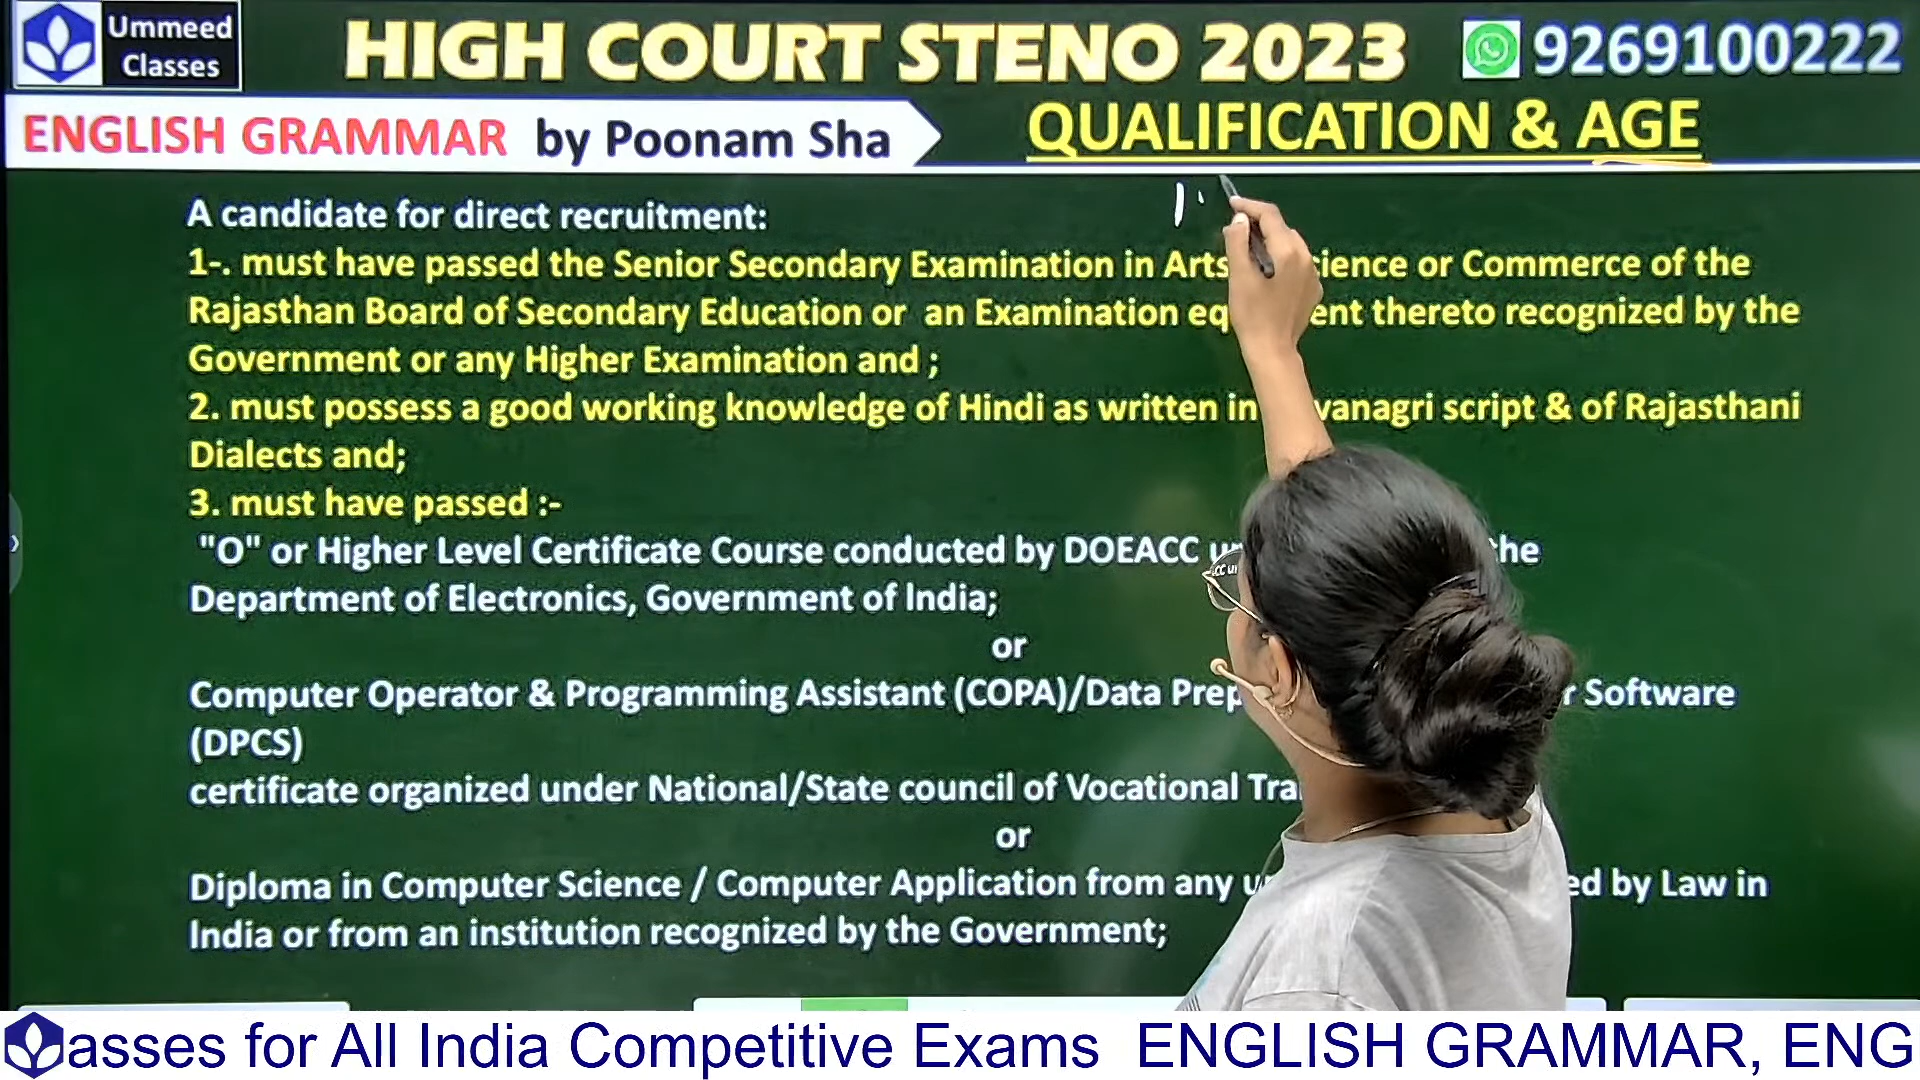 Ummeed
Classes
HIGH COURT STENO 2023
9269100222
ENGLISH GRAMMAR by Poonam Sha
QUALIFICATION & AGE
A candidate for direct recruitment:
1-. must have passed the Senior Secondary Examination in Arts ience or Commerce of the
Rajasthan Board of Secondary Education or an Examination eq ent thereto recognized by the
Government or any Higher Examination and ;
2. must possess a good working knowledge of Hindi as written in vanagri script & of Rajasthani
Dialects and;
3. must have passed :-
"O" or Higher Level Certificate Course conducted by DOEACC un he
Department of Electronics, Government of India;
or
Computer Operator & Programming Assistant (COPA)/Data Prep r Software
(DPCS)
certificate organized under National/State council of Vocational Tra
or
Diploma in Computer Science / Computer Application from any u ed by Law in
India or from an institution recognized by the Government;
asses for All India Competitive Exams ENGLISH GRAMMAR, ENG